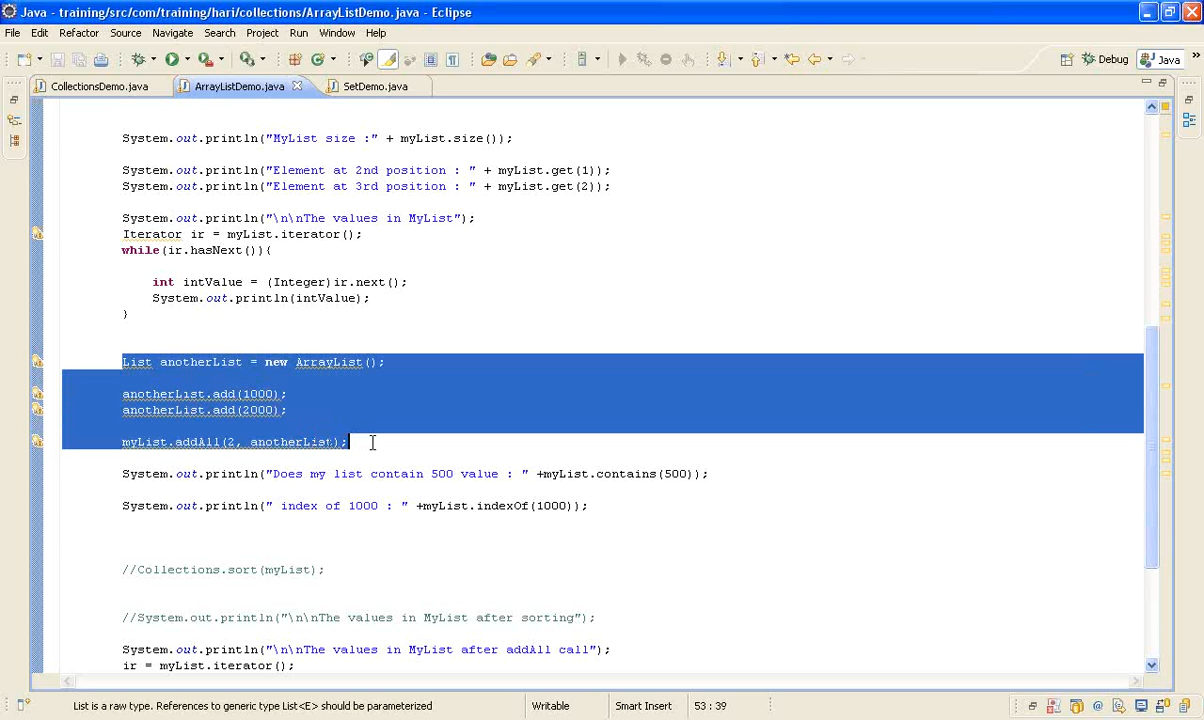 Java - training/src/com/training/hari/collections/ArrayListDemo.java - Eclipse
File Edit Refactor Source Navigate Search Project Run Window Help
Debug Java
CollectionsDemo.java ArrayListDemo.java SetDemo.java
System.out.println("MyList size :" + myList.size());
System.out.println("Element at 2nd position : " + myList.get(1));
System.out.println("Element at 3rd position : " + myList.get(2));
System.out.println("\n\nThe values in MyList");
Iterator ir = myList.iterator();
while(ir.hasNext()){
int intValue = (Integer)ir.next();
System.out.println(intValue);
}
List anotherList = new ArrayList();
anotherList.add(1000);
anotherList.add(2000);
myList.addAll(2, anotherList);
System.out.println("Does my list contain 500 value : " +myList.contains(500));
System.out.println(" index of 1000 : " +myList.indexOf(1000));
//Collections.sort(myList);
//System.out.println("\n\nThe values in MyList after sorting");
System.out.println("\n\nThe values in MyList after addAll call");
ir = myList.iterator();
List is a raw type. References to generic type List<E> should be parameterized Writable Smart Insert 53 : 39